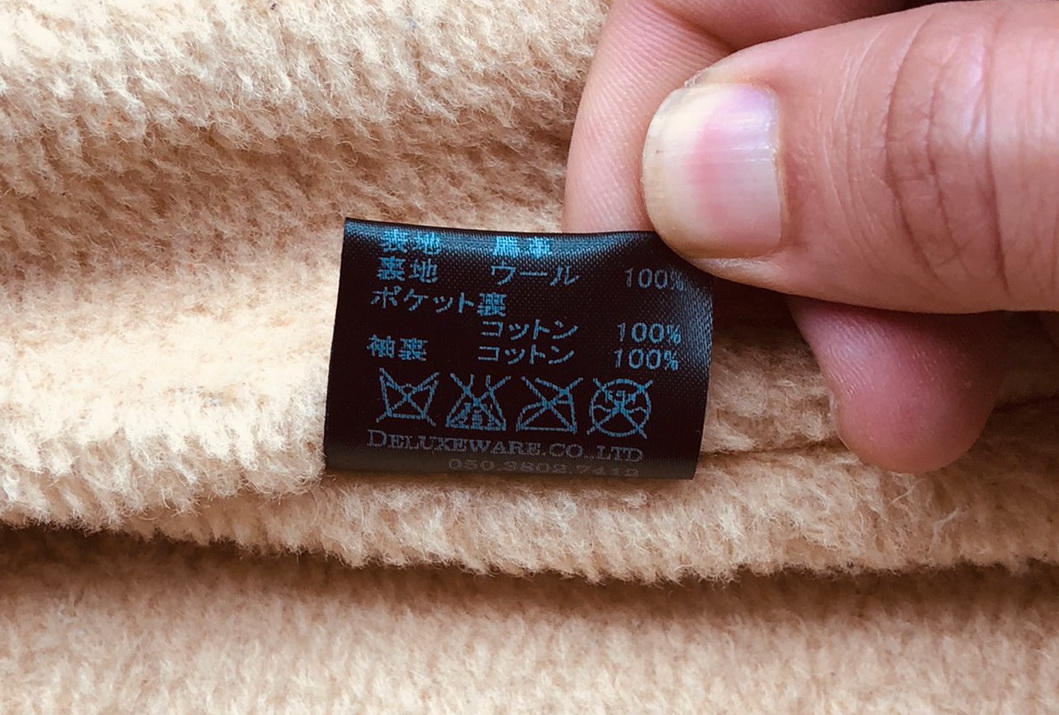 表地 馬革
裏地 ウール 100%
ポケット裏
コットン 100%
袖裏 コットン 100%
DELUXEWARE.CO.,LTD
050.3802.7412